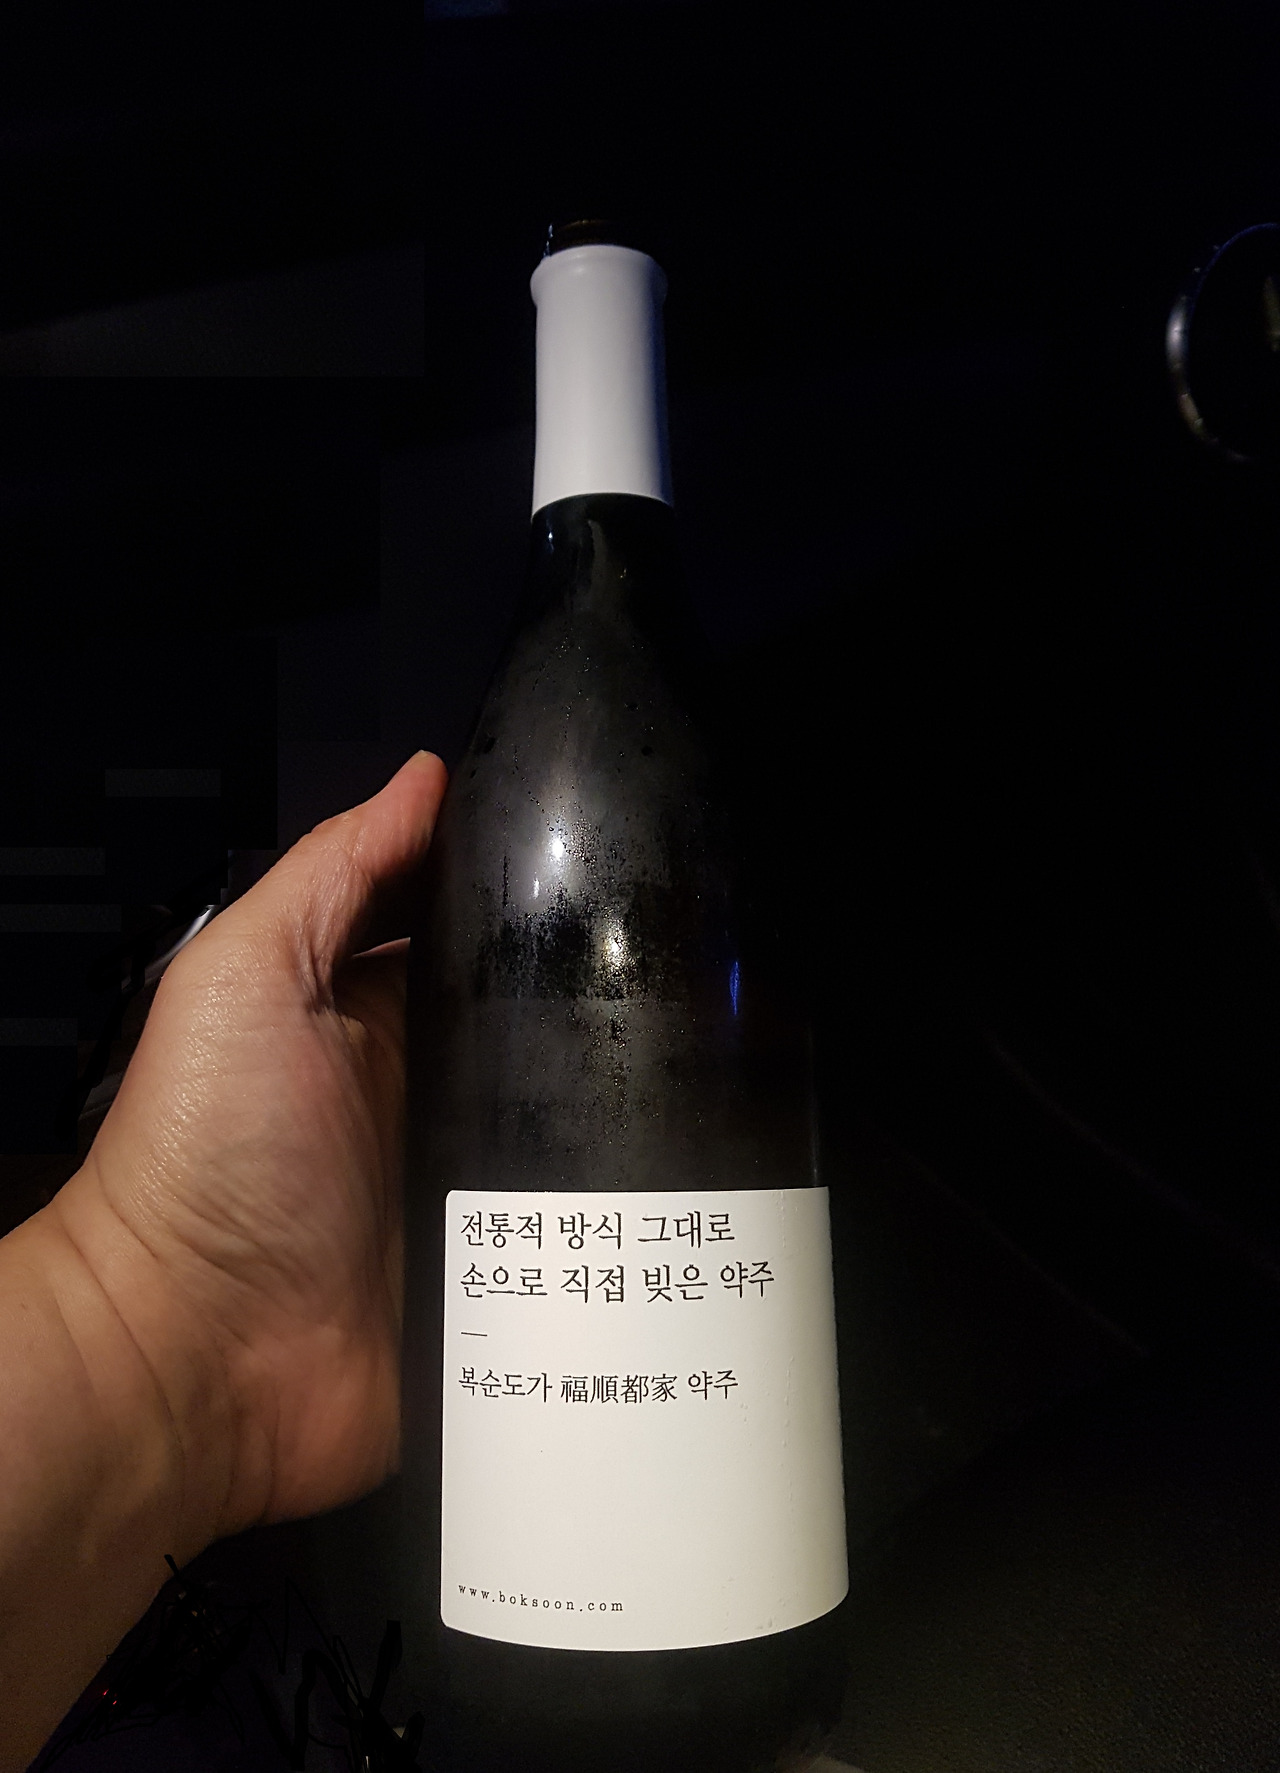 전통적 방식 그대로
손으로 직접 빚은 약주
—
복순도가 福順都家 약주
www.boksoon.com